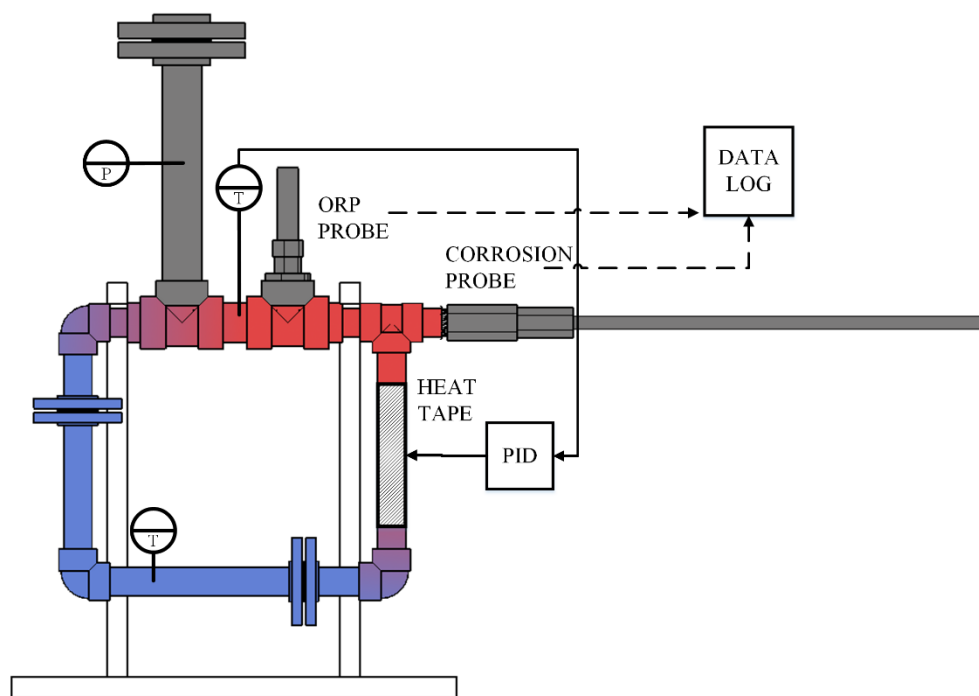 P
T
ORP
PROBE
DATA
LOG
CORROSION
PROBE
HEAT
TAPE
PID
T